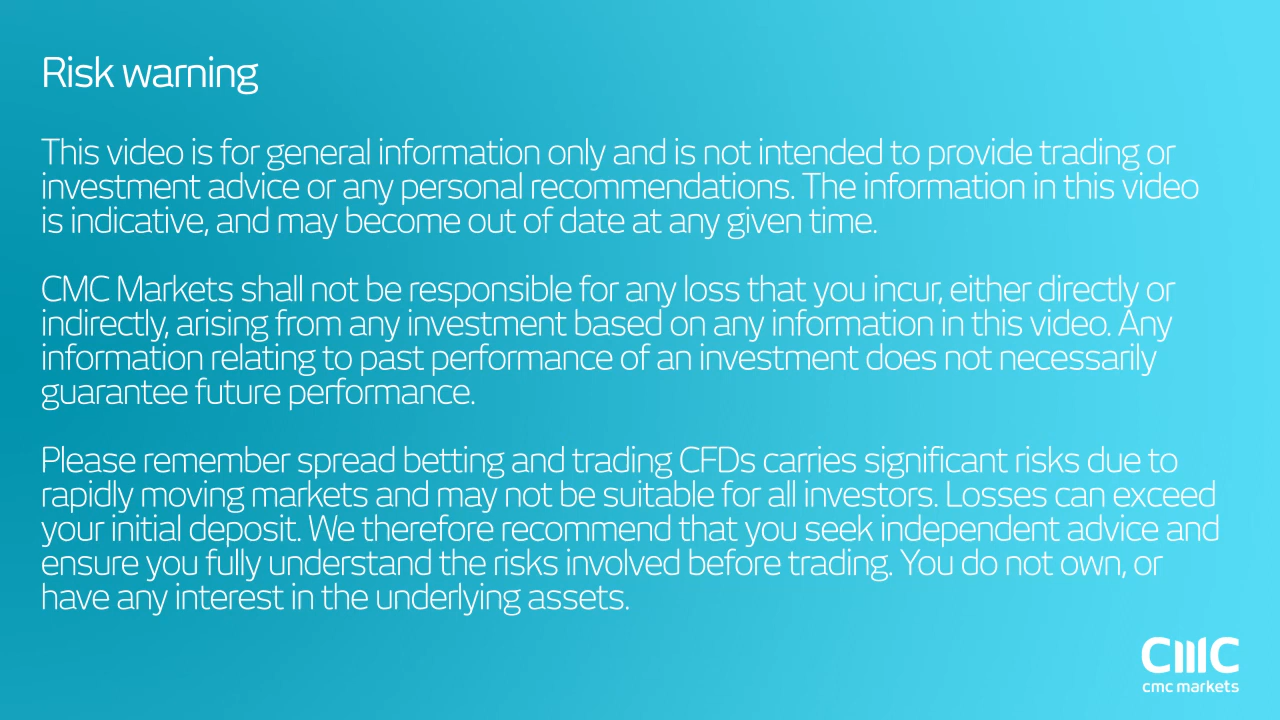 Risk warning
This video is for general information only and is not intended to provide trading or
investment advice or any personal recommendations. The information in this video
is indicative, and may become out of date at any given time.
CMC Markets shall not be responsible for any loss that you incur, either directly or
indirectly, arising from any investment based on any information in this video. Any
information relating to past performance of an investment does not necessarily
guarantee future performance.
Please remember spread betting and trading CFDs carries significant risks due to
rapidly moving markets and may not be suitable for all investors. Losses can exceed
your initial deposit. We therefore recommend that you seek independent advice and
ensure you fully understand the risks involved before trading. You do not own, or
have any interest in the underlying assets.
cmc
cmc markets